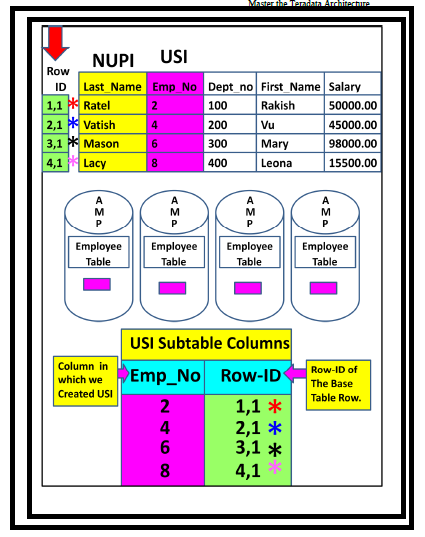 Master the Teradata Architecture
NUPI USI
Row
ID
Last_Name Emp_No Dept_no First_Name Salary
1,1 * Ratel 2 100 Rakish 50000.00
2,1 * Vatish 4 200 Vu 45000.00
3,1 * Mason 6 300 Mary 98000.00
4,1 * Lacy 8 400 Leona 15500.00
A A A A
M M M M
P P P P
Employee Employee Employee Employee
Table Table Table Table
USI Subtable Columns
Column in
which we
Created USI
Emp_No Row-ID
Row-ID of
The Base
Table Row.
2 1,1 *
4 2,1 *
6 3,1 *
8 4,1 *